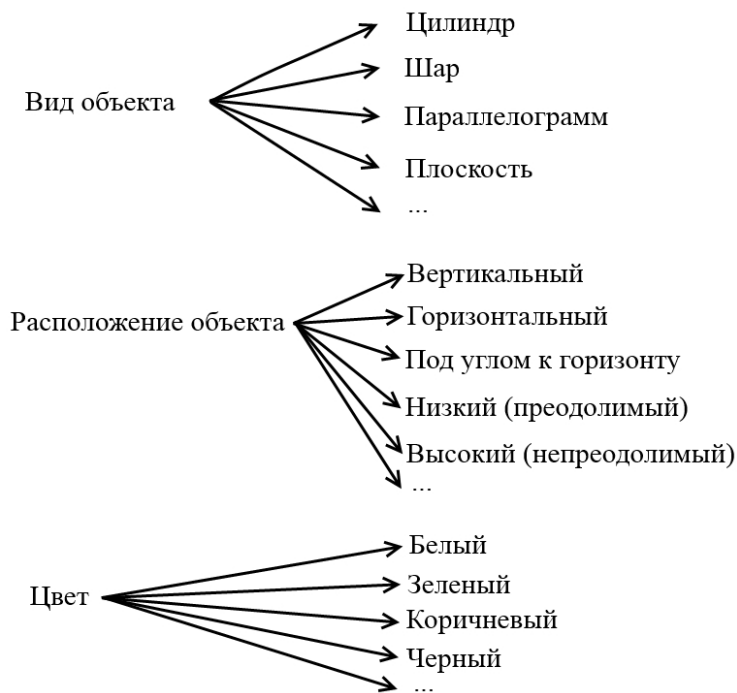 Вид объекта
Цилиндр
Шар
Параллелограмм
Плоскость
...
Расположение объекта
Вертикальный
Горизонтальный
Под углом к горизонту
Низкий (преодолимый)
Высокий (непреодолимый)
...
Цвет
Белый
Зеленый
Коричневый
Черный
...